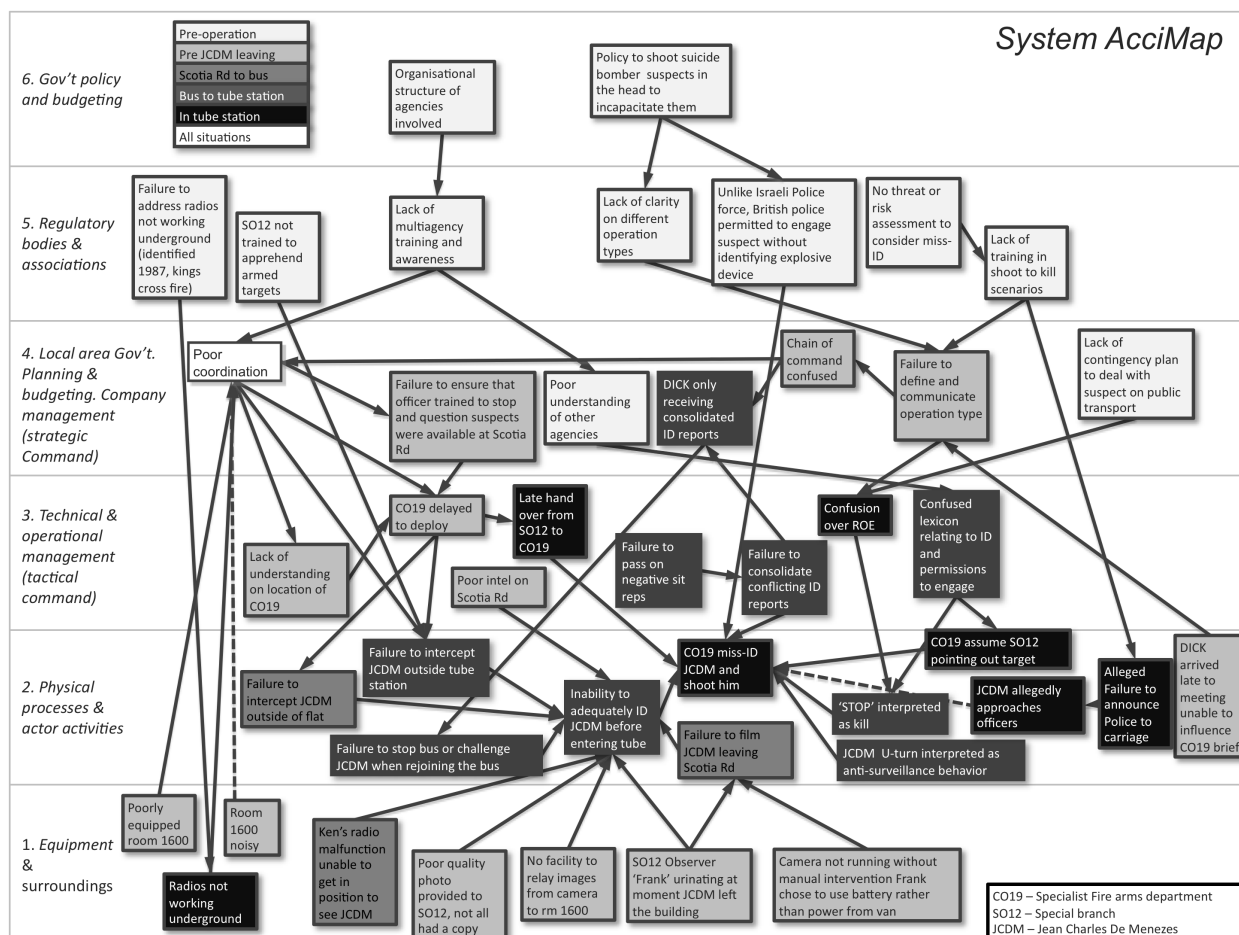 System AcciMap
Pre-operation
Pre JCDM leaving
Scotia Rd to bus
Bus to tube station
In tube station
All situations
6. Gov’t policy
and budgeting
Organisational
structure of
agencies
involved
Policy to shoot suicide
bomber suspects in
the head to
incapacitate them
5. Regulatory
bodies &
associations
Failure to
address radios
not working
underground
(identified
1987, kings
cross fire)
SO12 not
trained to
apprehend
armed
targets
Lack of
multiagency
training and
awareness
Lack of clarity
on different
operation
types
Unlike Israeli Police
force, British police
permitted to engage
suspect without
identifying explosive
device
No threat or
risk
assessment to
consider miss-
ID
Lack of
training in
shoot to kill
scenarios
4. Local area Gov’t.
Planning &
budgeting. Company
management
(strategic
Command)
Poor
coordination
Failure to ensure that
officer trained to stop
and question suspects
were available at Scotia
Rd
Poor
understanding
of other
agencies
DICK only
receiving
consolidated
ID reports
Chain of
command
confused
Failure to
define and
communicate
operation type
Lack of
contingency plan
to deal with
suspect on public
transport
3. Technical &
operational
management
(tactical
command)
Lack of
understanding
on location of
CO19
CO19 delayed
to deploy
Late hand
over from
SO12 to
CO19
Poor intel on
Scotia Rd
Failure to
pass on
negative sit
reps
Failure to
consolidate
conflicting ID
reports
Confusion
over ROE
Confused
lexicon
relating to ID
and
permissions
to engage
2. Physical
processes &
actor activities
Failure to intercept
JCDM outside tube
station
Failure to
intercept JCDM
outside of flat
Failure to stop bus or challenge
JCDM when rejoining the bus
Inability to
adequately ID
JCDM before
entering tube
CO19 miss-ID
JCDM and
shoot him
Failure to film
JCDM leaving
Scotia Rd
‘STOP’ interpreted
as kill
JCDM U-turn interpreted as
anti-surveillance behavior
CO19 assume SO12
pointing out target
JCDM allegedly
approaches
officers
Alleged
Failure to
announce
Police to
carriage
DICK
arrived
late to
meeting
unable to
influence
CO19 brief
1. Equipment
&
surroundings
Poorly
equipped
room 1600
Room
1600
noisy
Radios not
working
underground
Ken’s radio
malfunction
unable to
get in
position to
see JCDM
Poor quality
photo
provided to
SO12, not all
had a copy
No facility to
relay images
from camera
to rm 1600
SO12 Observer
‘Frank’ urinating at
moment JCDM left
the building
Camera not running without
manual intervention Frank
chose to use battery rather
than power from van
CO19 – Specialist Fire arms department
SO12 – Special branch
JCDM – Jean Charles De Menezes